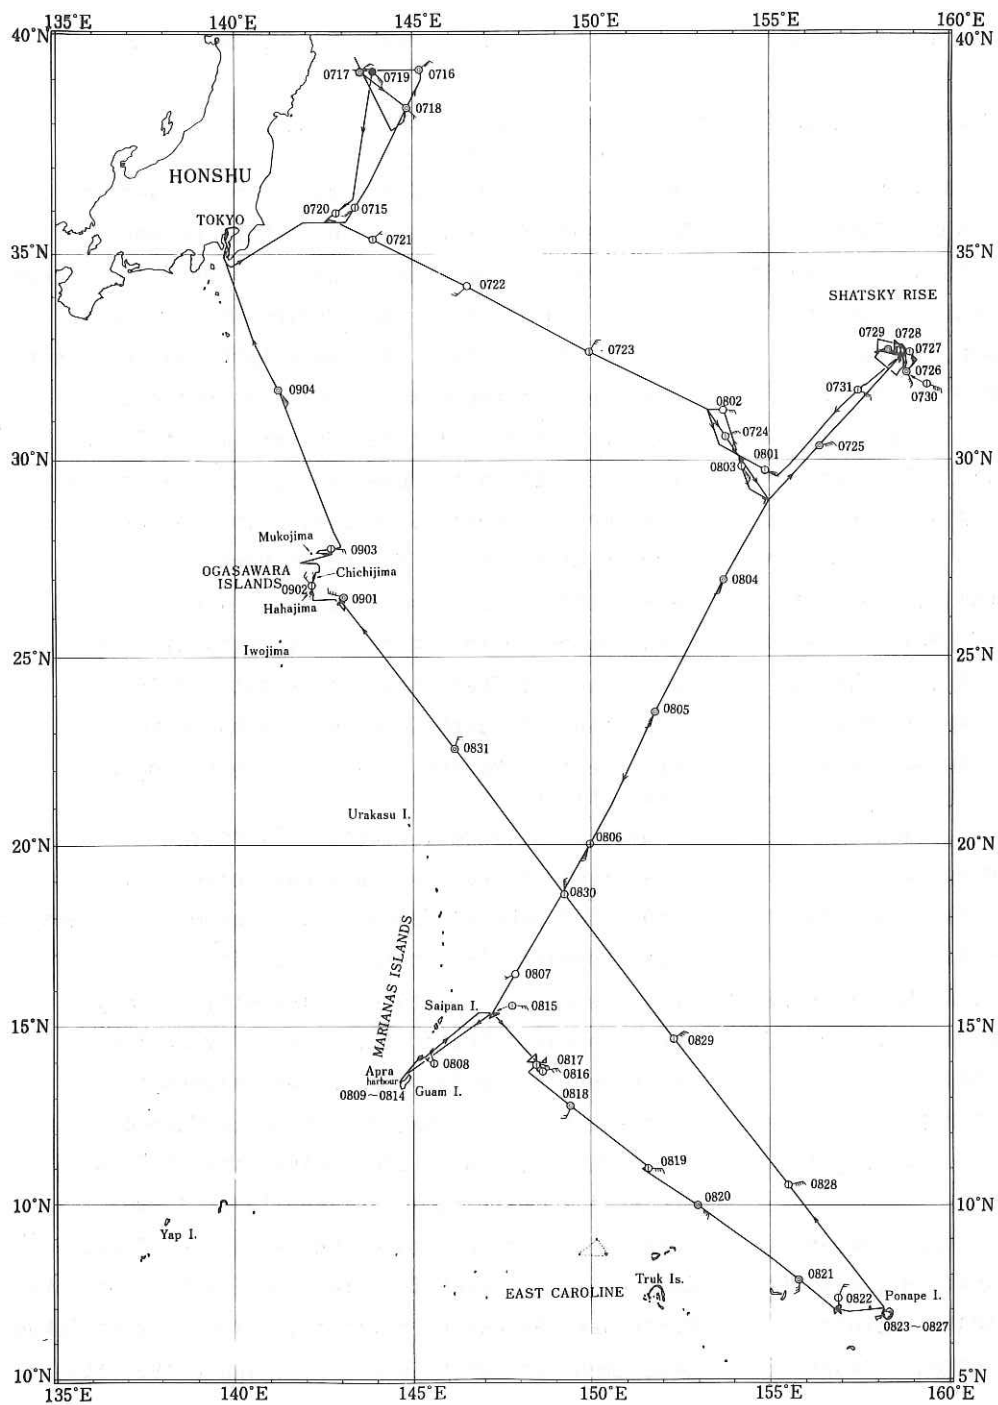 135°E 140°E 145°E 150°E 155°E 160°E
40°N 40°N
0717 0719 0716
0718
HONSHU
TOKYO
0720 0715
0721
35°N 35°N
0722
SHATSKY RISE
0729 0728
0727
0723
0726
0731 0730
0904
0802
0724
0725
0801
0803
30°N 30°N
Mukojima
0903
OGASAWARA
ISLANDS
Chichijima
0804
0902
0901
Hahajima
Iwojima
25°N 25°N
0805
0831
Urakasu I.
0806
20°N 20°N
0830
MARIANAS ISLANDS
0807
Saipan I.
0815
15°N 15°N
0829
0817
0808
0816
Apra
harbour
Guam I.
0809～0814
0818
0819
0828
10°N 10°N
0820
Yap I.
0821
Truk Is.
EAST CAROLINE
0822
Ponape I.
0823～0827
10°N 5°N
135°E 140°E 145°E 150°E 155°E 160°E